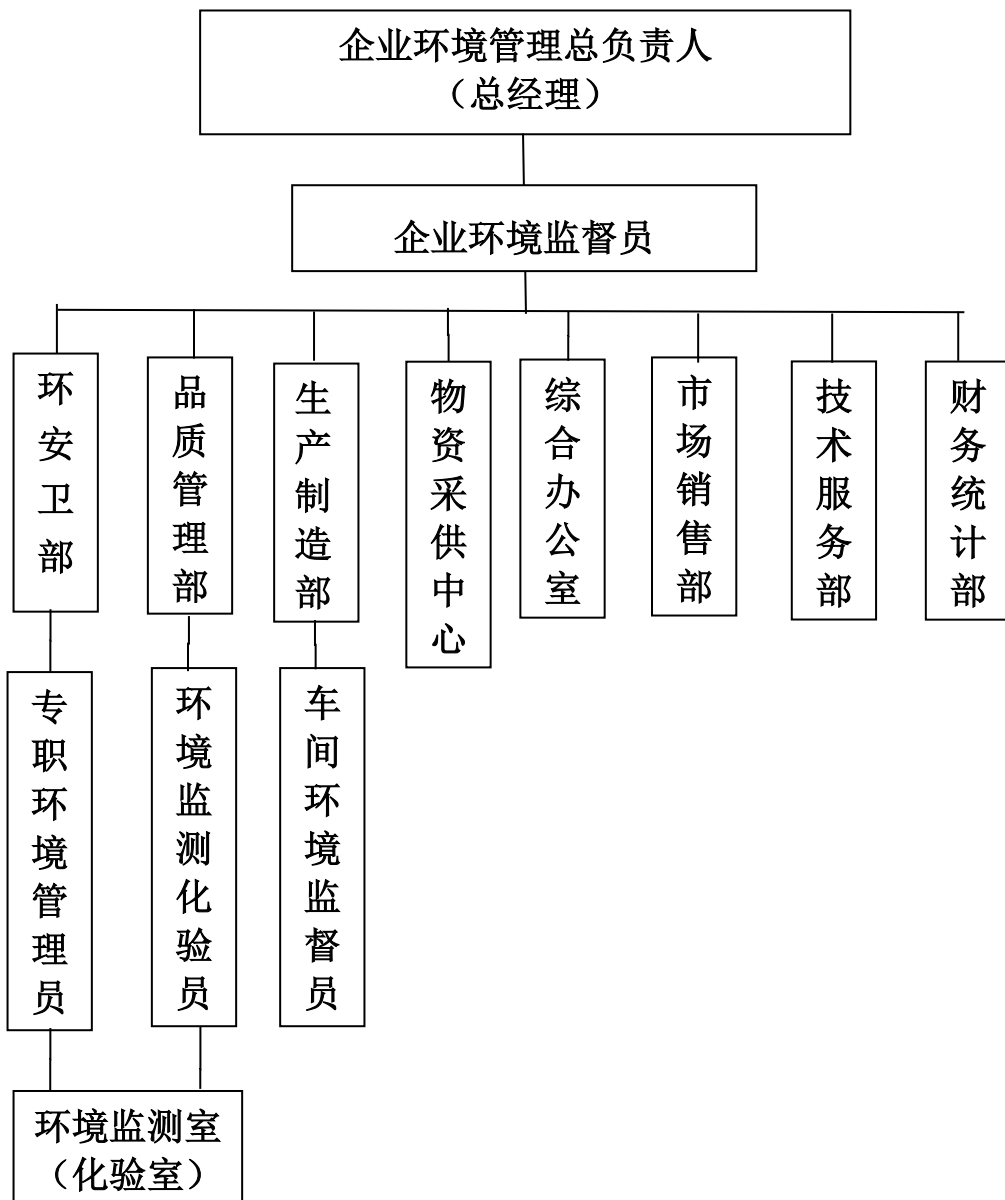 企业环境管理总负责人
（总经理）
企业环境监督员
环安卫部
品质管理部
生产制造部
物资采供中心
综合办公室
市场销售部
技术服务部
财务统计部
专职环境管理员
环境监测化验员
车间环境监督员
环境监测室
（化验室）